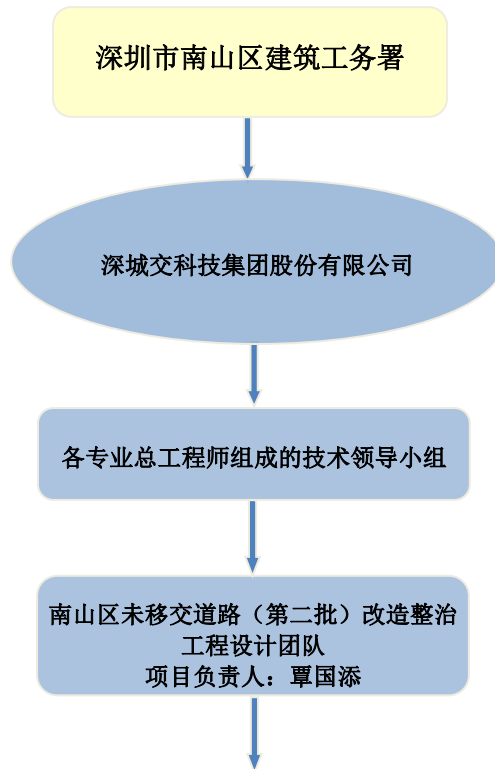 深圳市南山区建筑工务署
深城交科技集团股份有限公司
各专业总工程师组成的技术领导小组
南山区未移交道路（第二批）改造整治
工程设计团队
项目负责人：覃国添